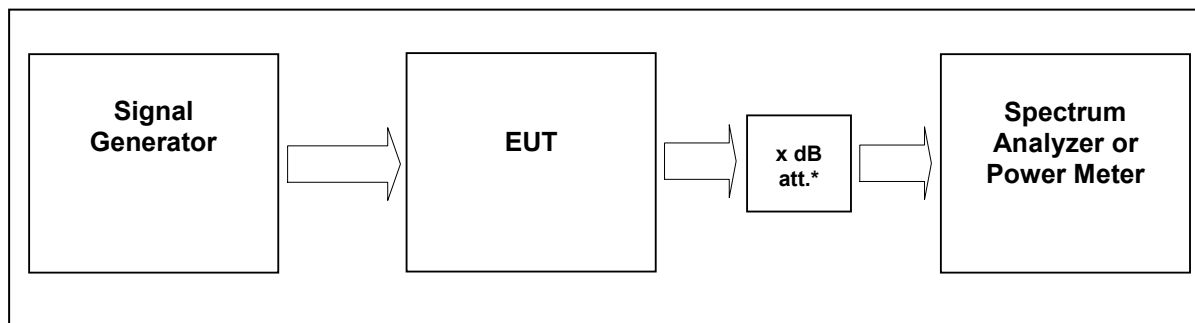 Signal
Generator
EUT
x dB
att.*
Spectrum
Analyzer or
Power Meter